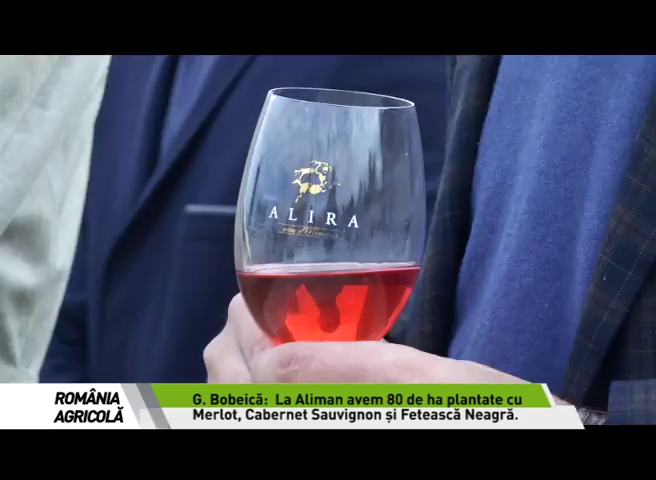 ALIRA
ROMÂNIA
AGRICOLĂ
G. Bobeică: La Aliman avem 80 de ha plantate cu
Merlot, Cabernet Sauvignon și Fetească Neagră.